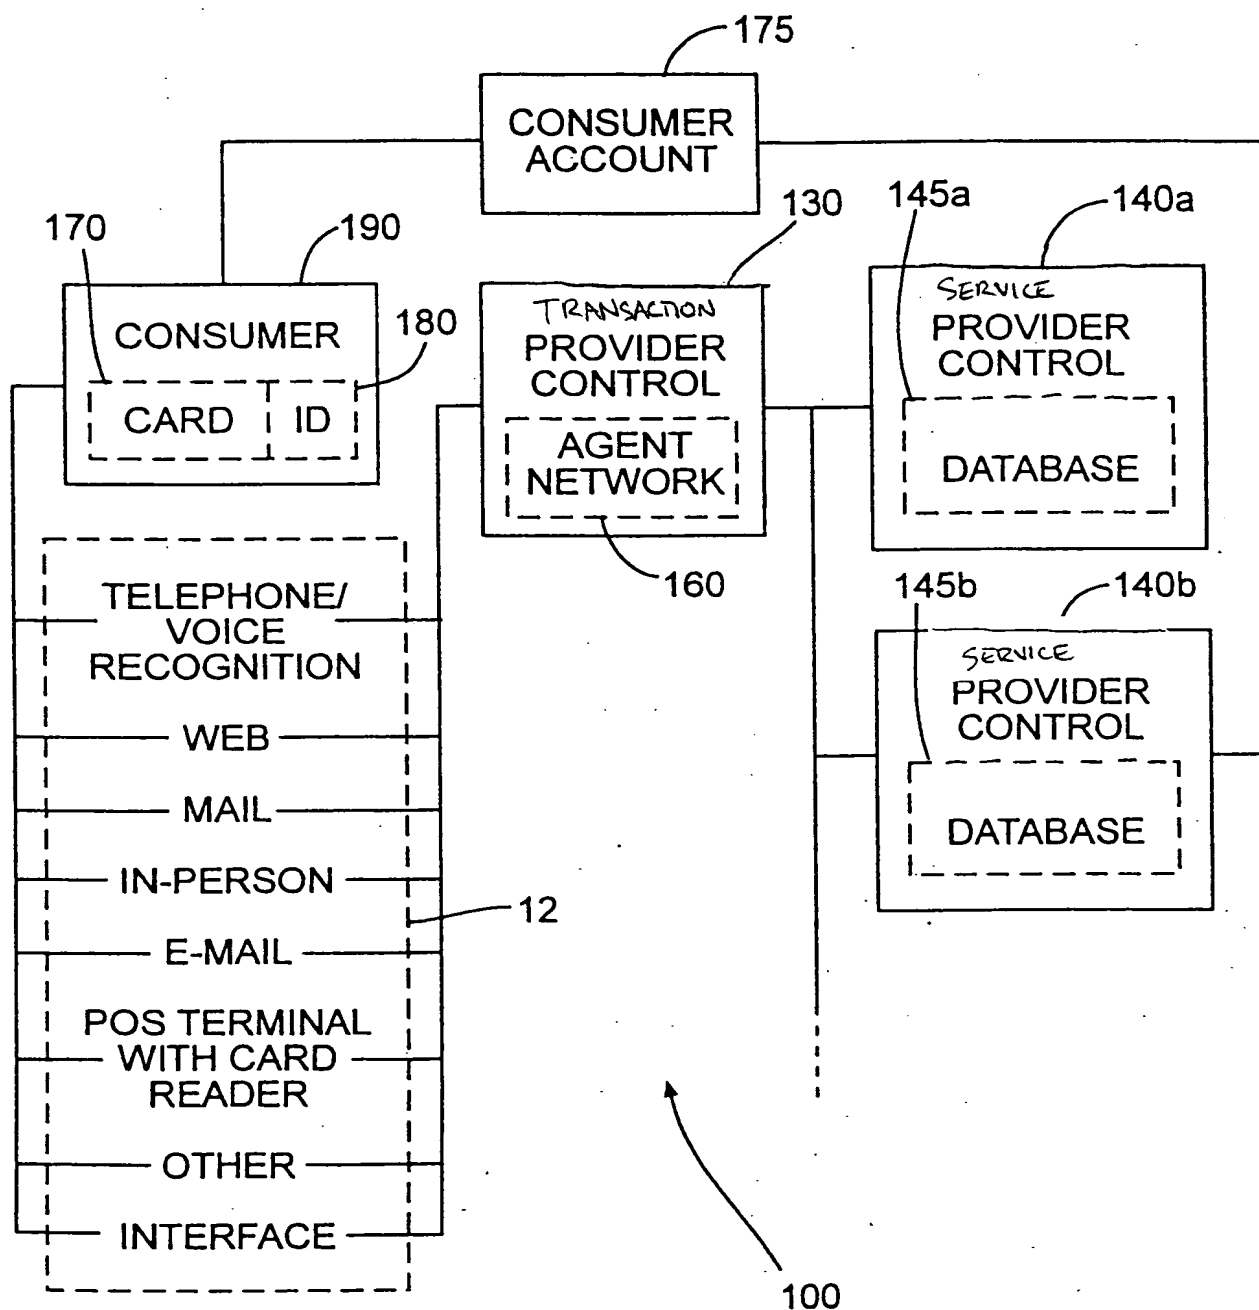 175
CONSUMER
ACCOUNT
170
190
130
145a
140a
CONSUMER
180
CARD
ID
TRANSACTION
PROVIDER
CONTROL
AGENT
NETWORK
160
SERVICE
PROVIDER
CONTROL
DATABASE
145b
140b
SERVICE
PROVIDER
CONTROL
DATABASE
TELEPHONE/
VOICE
RECOGNITION
WEB
MAIL
IN-PERSON
12
E-MAIL
POS TERMINAL
WITH CARD
READER
OTHER
INTERFACE
100